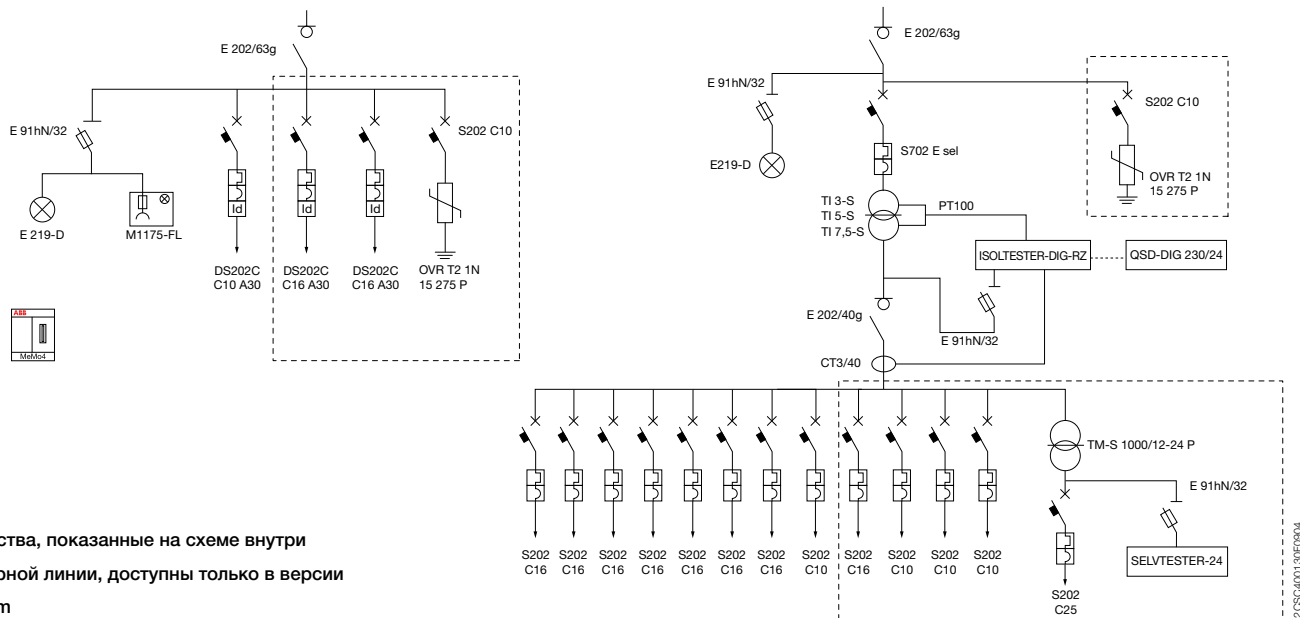 E 202/63g
E 91hN/32
S202 C10
E 219-D
M1175-FL
Id
Id
Id
DS202C
C10 A30
DS202C
C16 A30
DS202C
C16 A30
OVR T2 1N
15 275 P
ABB
MeMo4
E 202/63g
E 91hN/32
E219-D
S702 E sel
S202 C10
OVR T2 1N
15 275 P
TI 3-S
TI 5-S
TI 7,5-S
PT100
ISOLTESTER-DIG-RZ
QSD-DIG 230/24
E 202/40g
E 91hN/32
CT3/40
TM-S 1000/12-24 P
E 91hN/32
SELVTESTER-24
S202
C16
S202
C16
S202
C16
S202
C16
S202
C16
S202
C16
S202
C16
S202
C10
S202
C16
S202
C10
S202
C10
S202
C10
S202
C25
ства, показанные на схеме внутри
рной линии, доступны только в версии
m
2CSC400130F0904